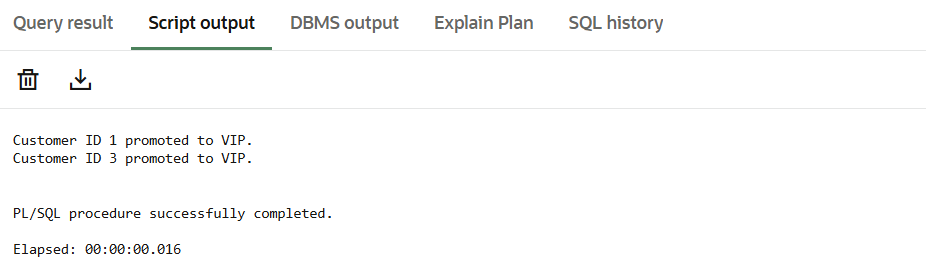 Query result Script output DBMS output Explain Plan SQL history
Customer ID 1 promoted to VIP.
Customer ID 3 promoted to VIP.
PL/SQL procedure successfully completed.
Elapsed: 00:00:00.016